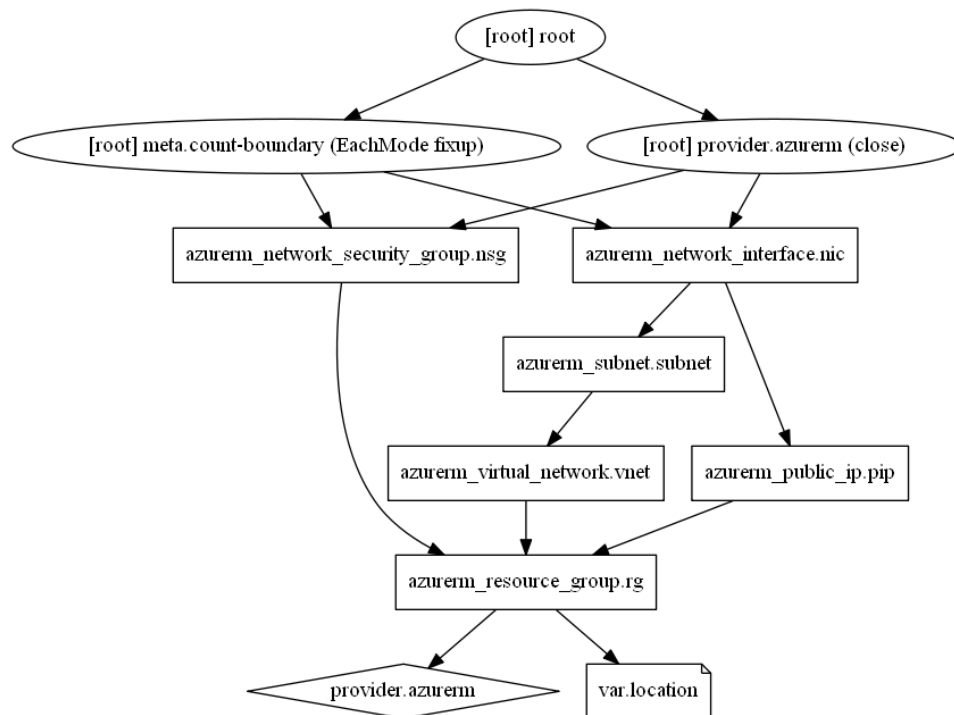 [root] root
[root] meta.count-boundary (EachMode fixup)
[root] provider.azurerm (close)
azurerm_network_security_group.nsg
azurerm_network_interface.nic
azurerm_subnet.subnet
azurerm_virtual_network.vnet
azurerm_public_ip.pip
azurerm_resource_group.rg
provider.azurerm
var.location